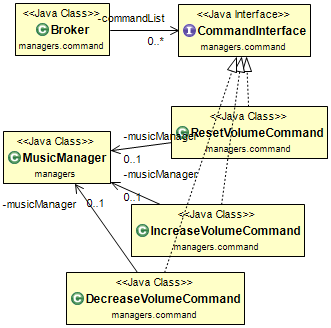 <<Java Class>>
Broker
managers.command
-commandList
0..*
<<Java Interface>>
CommandInterface
managers.command
<<Java Class>>
ResetVolumeCommand
managers.command
-musicManager
0..1
<<Java Class>>
MusicManager
managers
-musicManager
0..1
-musicManager
0..1
<<Java Class>>
IncreaseVolumeCommand
managers.command
<<Java Class>>
DecreaseVolumeCommand
managers.command